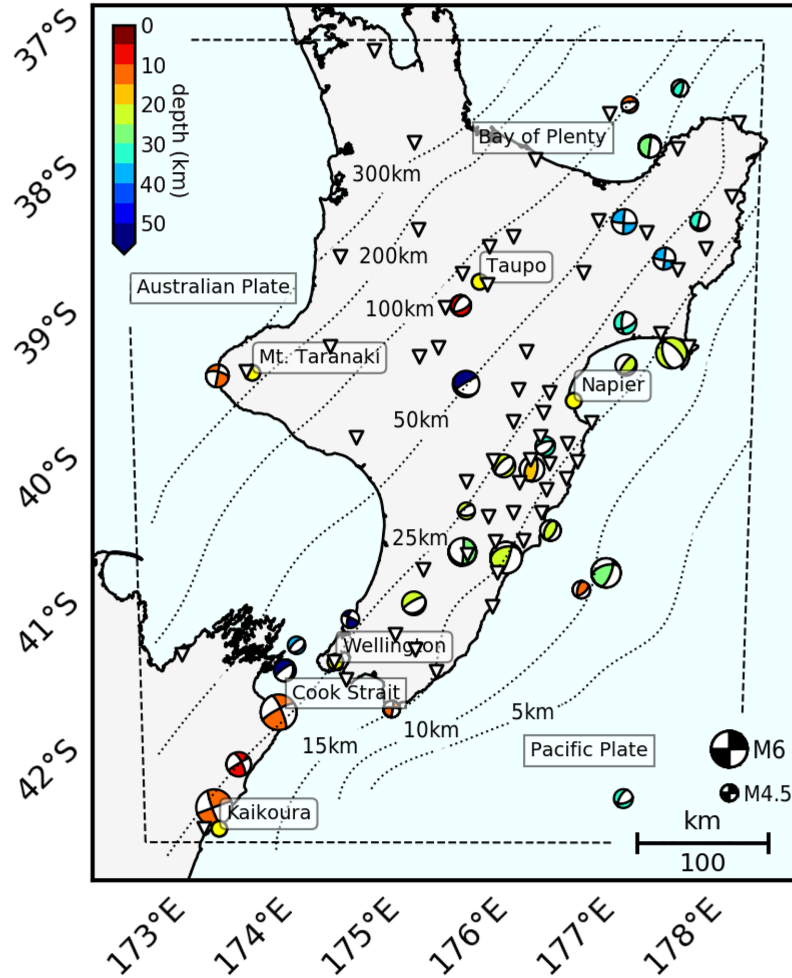 37°S
38°S
39°S
40°S
41°S
42°S
0
10
20
30
40
50
depth (km)
Bay of Plenty
300km
200km
Taupo
Australian Plate
100km
Mt. Taranaki
Napier
50km
25km
Wellington
Cook Strait
5km
10km
15km
Pacific Plate
M6
M4.5
Kaikoura
km
100
173°E
174°E
175°E
176°E
177°E
178°E